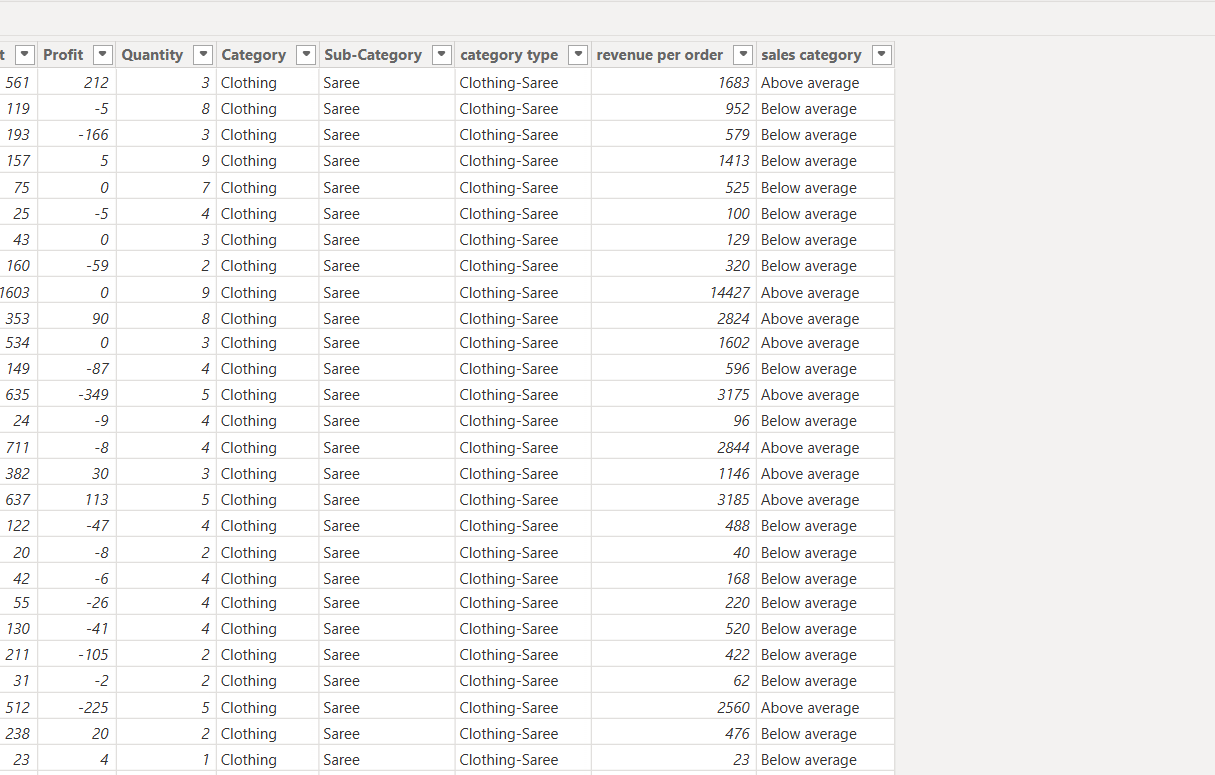 t Profit Quantity Category Sub-Category category type revenue per order sales category
561 212 3 Clothing Saree Clothing-Saree 1683 Above average
119 -5 8 Clothing Saree Clothing-Saree 952 Below average
193 -166 3 Clothing Saree Clothing-Saree 579 Below average
157 5 9 Clothing Saree Clothing-Saree 1413 Below average
75 0 7 Clothing Saree Clothing-Saree 525 Below average
25 -5 4 Clothing Saree Clothing-Saree 100 Below average
43 0 3 Clothing Saree Clothing-Saree 129 Below average
160 -59 2 Clothing Saree Clothing-Saree 320 Below average
1603 0 9 Clothing Saree Clothing-Saree 14427 Above average
353 90 8 Clothing Saree Clothing-Saree 2824 Above average
534 0 3 Clothing Saree Clothing-Saree 1602 Above average
149 -87 4 Clothing Saree Clothing-Saree 596 Below average
635 -349 5 Clothing Saree Clothing-Saree 3175 Above average
24 -9 4 Clothing Saree Clothing-Saree 96 Below average
711 -8 4 Clothing Saree Clothing-Saree 2844 Above average
382 30 3 Clothing Saree Clothing-Saree 1146 Above average
637 113 5 Clothing Saree Clothing-Saree 3185 Above average
122 -47 4 Clothing Saree Clothing-Saree 488 Below average
20 -8 2 Clothing Saree Clothing-Saree 40 Below average
42 -6 4 Clothing Saree Clothing-Saree 168 Below average
55 -26 4 Clothing Saree Clothing-Saree 220 Below average
130 -41 4 Clothing Saree Clothing-Saree 520 Below average
211 -105 2 Clothing Saree Clothing-Saree 422 Below average
31 -2 2 Clothing Saree Clothing-Saree 62 Below average
512 -225 5 Clothing Saree Clothing-Saree 2560 Above average
238 20 2 Clothing Saree Clothing-Saree 476 Below average
23 4 1 Clothing Saree Clothing-Saree 23 Below average